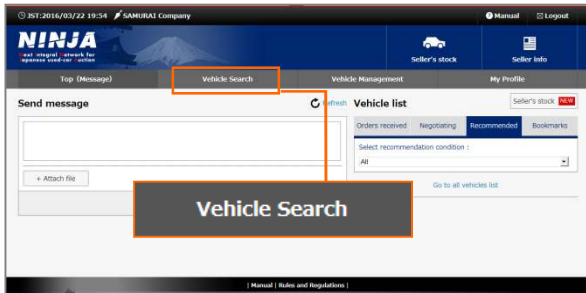 JST:2016/03/22 19:54 SAMURAI Company
Manual Logout
NINJA
Next integral Network for
Japanese used-car Auction
Seller's stock Seller info
Top (Message) Vehicle Search Vehicle Management My Profile
Send message Refresh
Vehicle list Seller's stock NEW
Orders received Negotiating Recommended Bookmarks
Select recommendation condition :
All
+ Attach file
Go to all vehicles list
Vehicle Search
| Manual | Rules and Regulations |